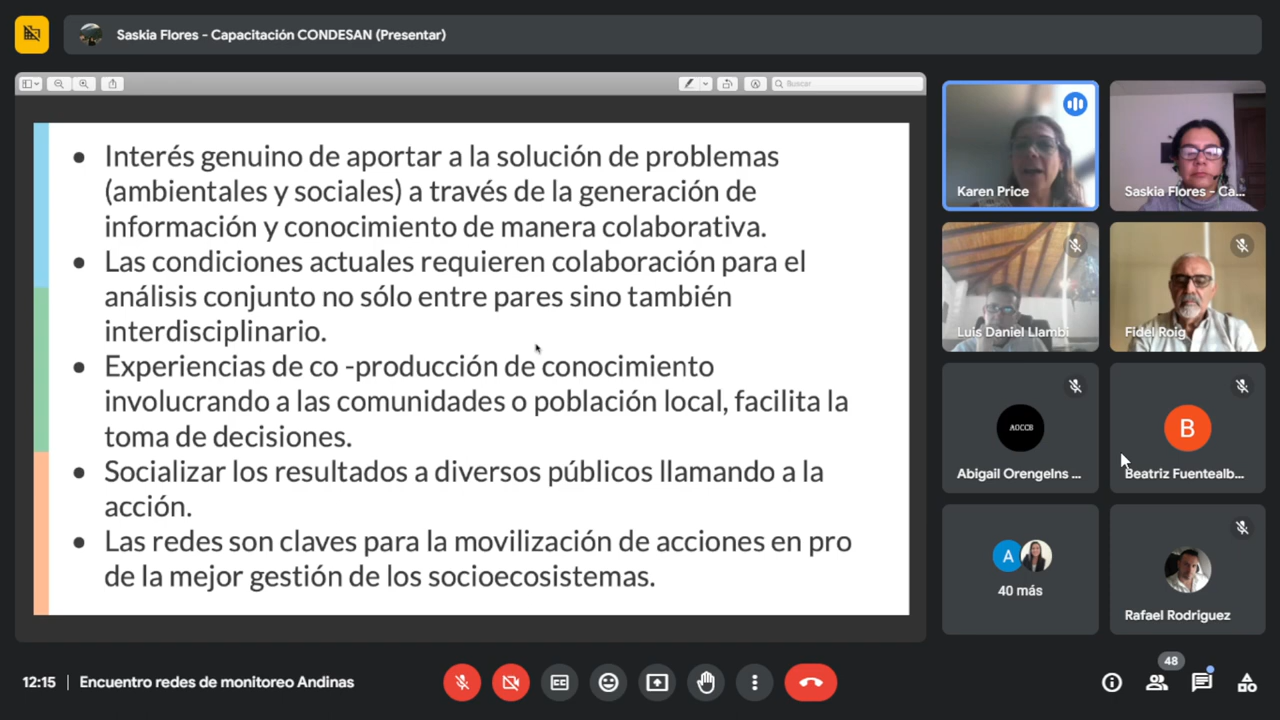 Saskia Flores - Capacitación CONDESAN (Presentar)
Buscar
• Interés genuino de aportar a la solución de problemas
(ambientales y sociales) a través de la generación de
información y conocimiento de manera colaborativa.
• Las condiciones actuales requieren colaboración para el
análisis conjunto no sólo entre pares sino también
interdisciplinario.
• Experiencias de co -producción de conocimiento
involucrando a las comunidades o población local, facilita la
toma de decisiones.
• Socializar los resultados a diversos públicos llamando a la
acción.
• Las redes son claves para la movilización de acciones en pro
de la mejor gestión de los socioecosistemas.
Karen Price
Saskia Flores - Ca...
Luis Daniel Llambi
Fidel Roig
AOCCB
Abigail Orengelns ...
B
Beatriz Fuentealb...
A
40 más
Rafael Rodriguez
12:15 | Encuentro redes de monitoreo Andinas
48